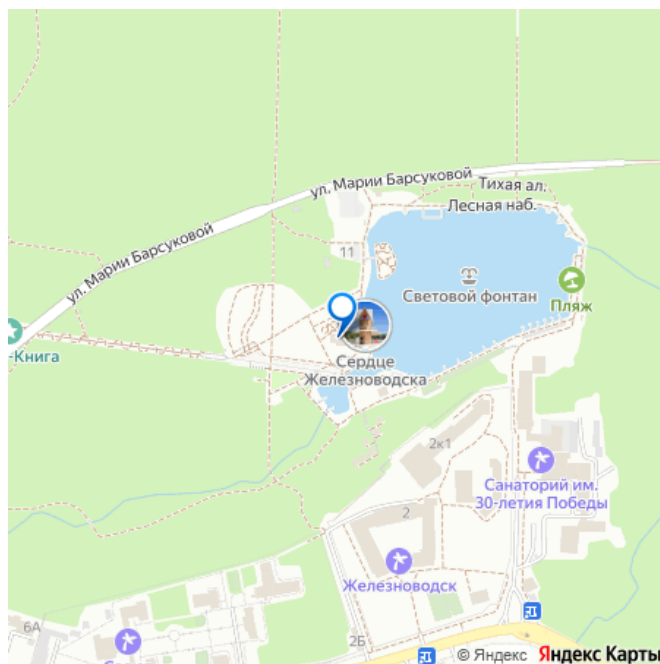 ул. Марии Барсуковой
Тихая ал.
Лесная наб.
ул. Марии Барсуковой
11
Световой фонтан
Пляж
-Книга
Сердце
Железноводска
2к1
Санаторий им.
30-летия Победы
2
Железноводск
6А
2Б
© Яндекс Яндекс Карты